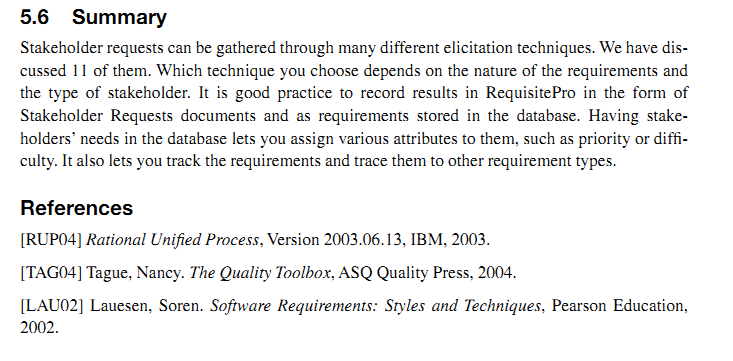 5.6 Summary
Stakeholder requests can be gathered through many different elicitation techniques. We have dis-
cussed 11 of them. Which technique you choose depends on the nature of the requirements and
the type of stakeholder. It is good practice to record results in RequisitePro in the form of
Stakeholder Requests documents and as requirements stored in the database. Having stake-
holders' needs in the database lets you assign various attributes to them, such as priority or diffi-
culty. It also lets you track the requirements and trace them to other requirement types.
References
[RUP04] Rational Unified Process, Version 2003.06.13, IBM, 2003.
[TAG04] Tague, Nancy. The Quality Toolbox, ASQ Quality Press, 2004.
[LAU02] Lauesen, Soren. Software Requirements: Styles and Techniques, Pearson Education,
2002.